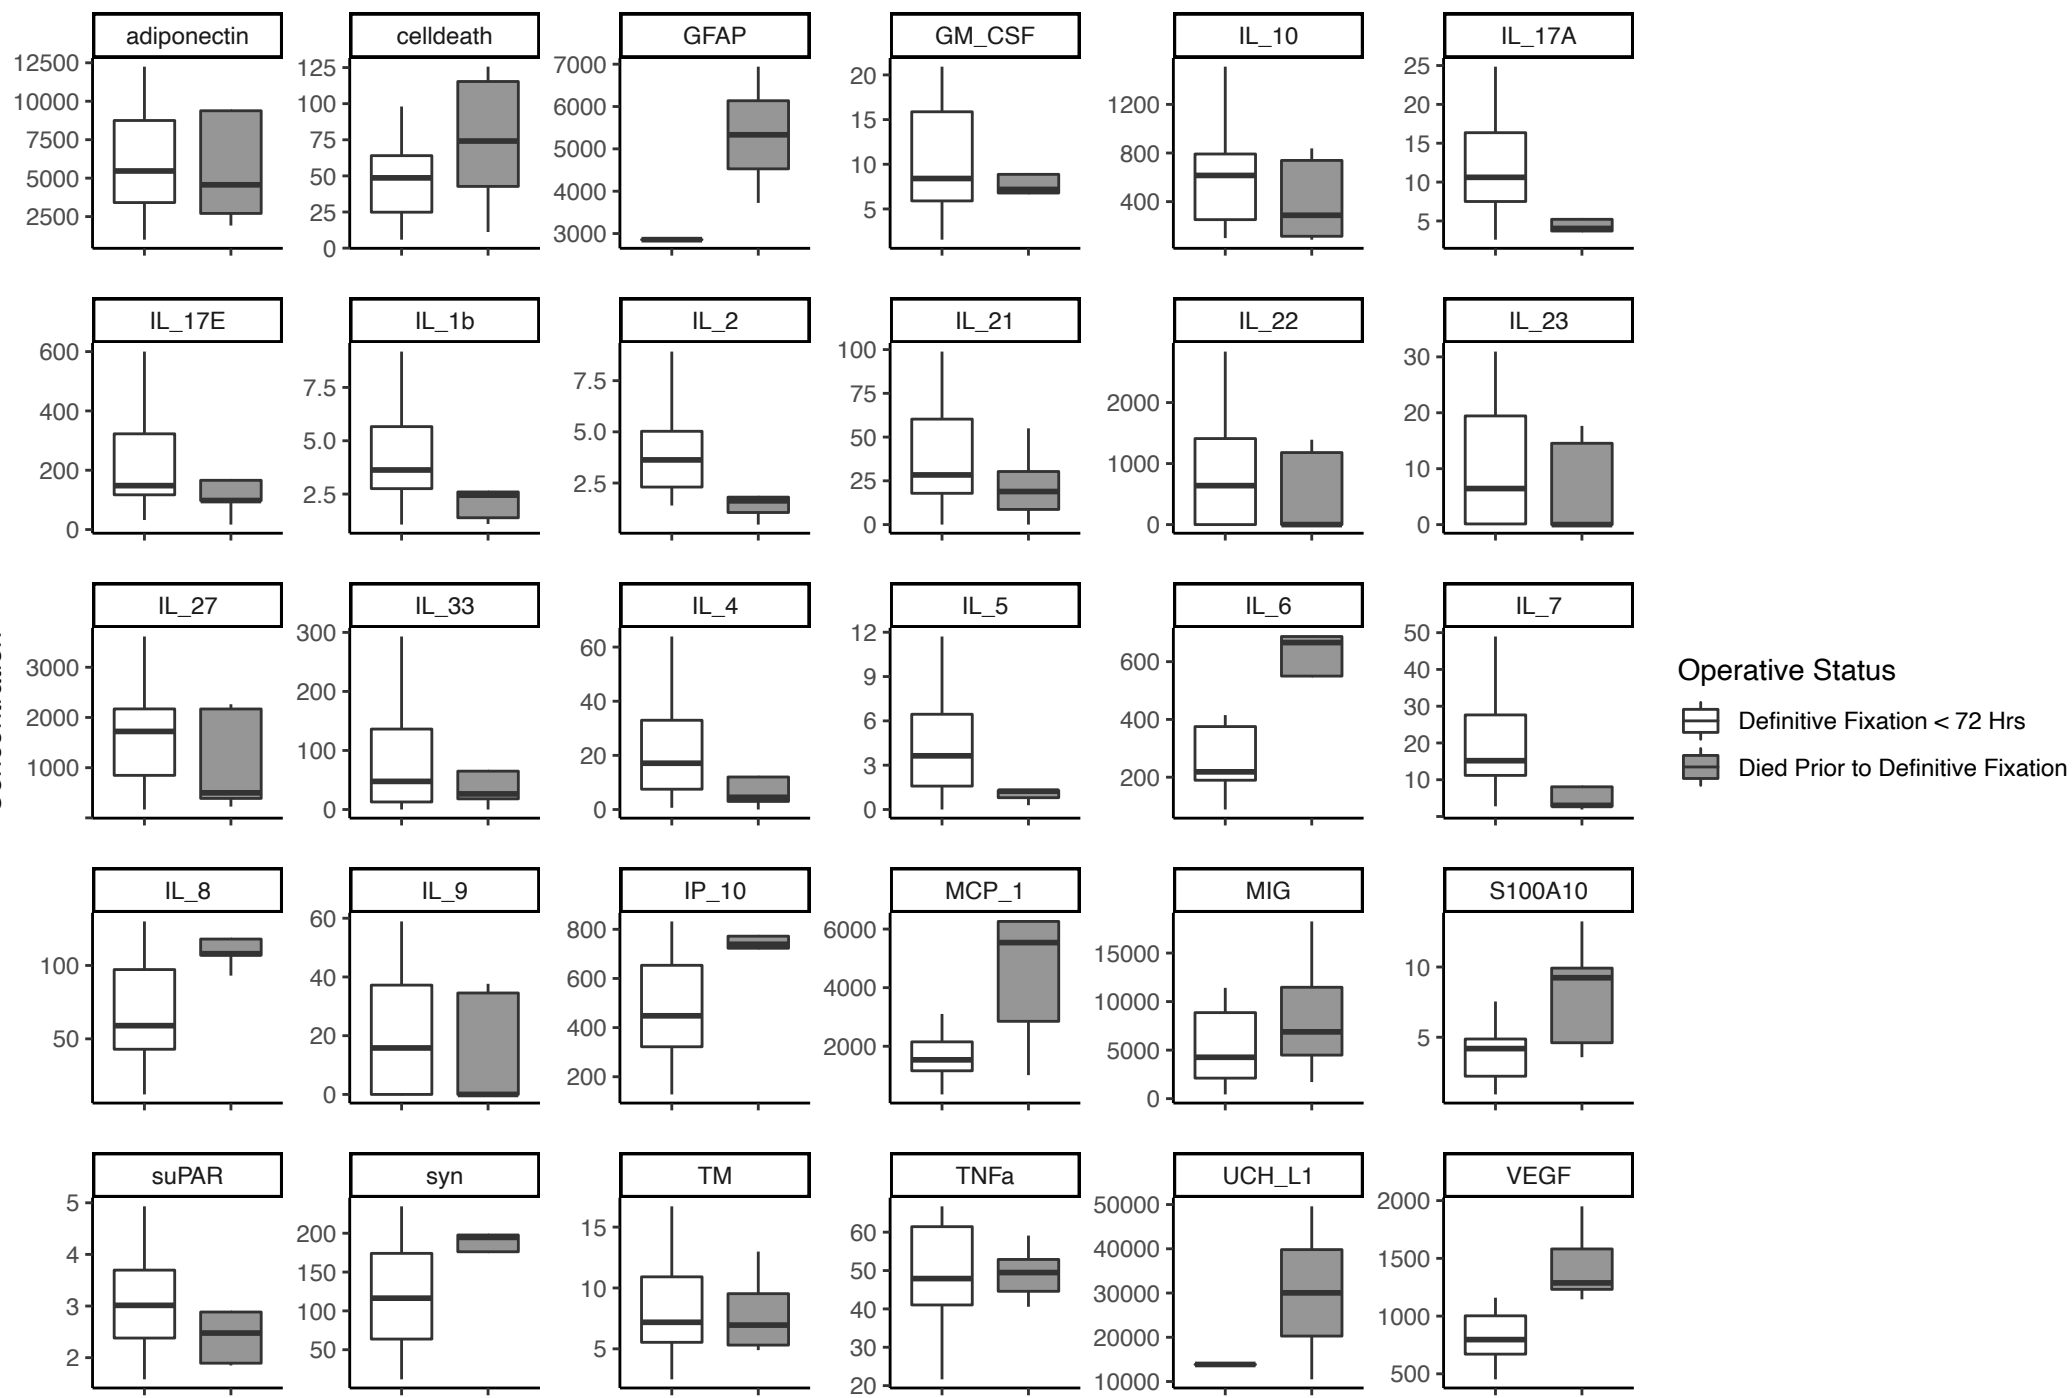 adiponectin celldeath GFAP GM_CSF IL_10 IL_17A
12500 10000 7500 5000 2500
125 100 75 50 25 0
7000 6000 5000 4000 3000
20 15 10 5
1200 800 400
25 20 15 10 5
IL_17E IL_1b IL_2 IL_21 IL_22 IL_23
600 400 200 0
7.5 5.0 2.5
7.5 5.0 2.5
100 75 50 25 0
2000 1000 0
30 20 10 0
IL_27 IL_33 IL_4 IL_5 IL_6 IL_7
3000 2000 1000
300 200 100 0
60 40 20 0
12 9 6 3 0
600 400 200
50 40 30 20 10
Operative Status
Definitive Fixation < 72 Hrs
Died Prior to Definitive Fixation
IL_8 IL_9 IP_10 MCP_1 MIG S100A10
100 50
60 40 20 0
800 600 400 200
6000 4000 2000
15000 10000 5000 0
10 5
suPAR syn TM TNFa UCH_L1 VEGF
5 4 3 2
200 150 100 50
15 10 5
60 50 40 30 20
50000 40000 30000 20000 10000
2000 1500 1000 500